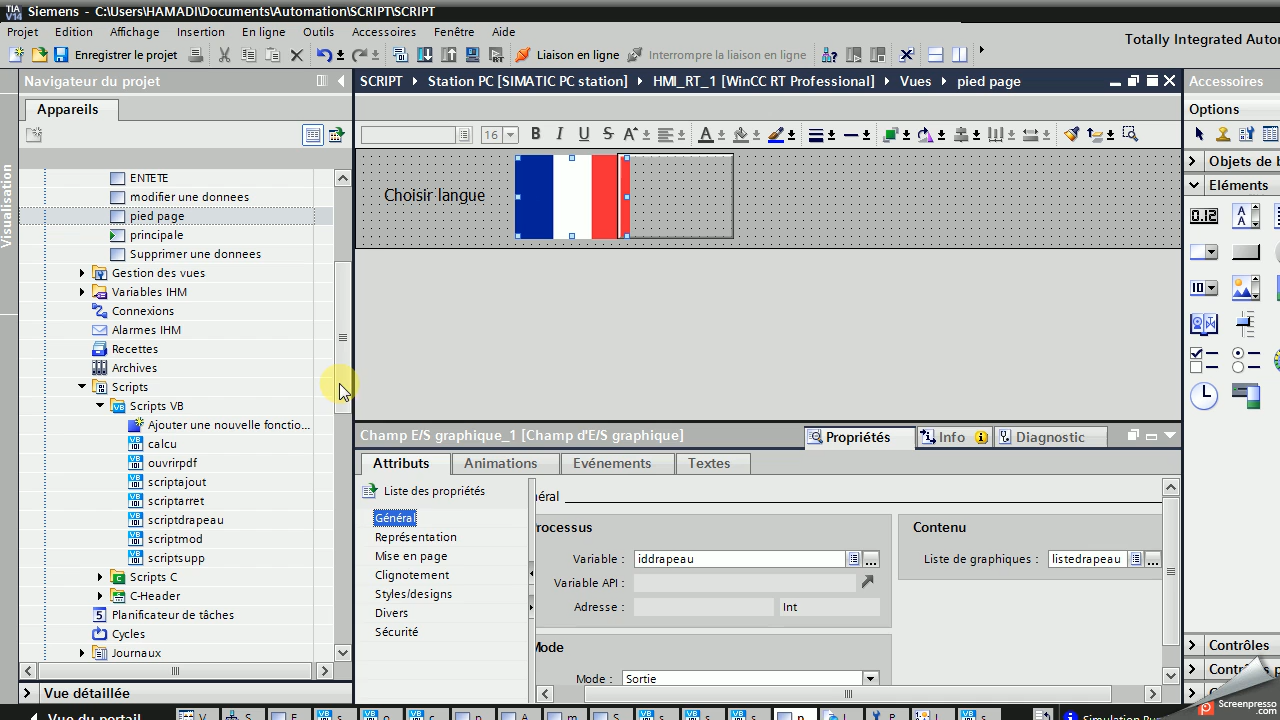 TIA V14 Siemens - C:\Users\HAMADI\Documents\Automation\SCRIPT\SCRIPT
Projet Edition Affichage Insertion En ligne Outils Accessoires Fenêtre Aide
Totally Integrated Autor
Enregistrer le projet Liaison en ligne Interrompre la liaison en ligne
Navigateur du projet
SCRIPT Station PC [SIMATIC PC station] HMI_RT_1 [WinCC RT Professional] Vues pied page
Accessoires
Appareils
Options
16
B I U S A A
Visualisation
ENTETE
modifier une donnees
pied page
principale
Supprimer une donnees
Gestion des vues
Variables IHM
Connexions
Alarmes IHM
Recettes
Archives
Scripts
Scripts VB
Ajouter une nouvelle fonctio...
calcu
ouvrirpdf
scriptajout
scriptarret
scriptdrapeau
scriptmod
scriptsupp
Scripts C
C-Header
Planificateur de tâches
Cycles
Journaux
Vue détaillée
Vue du portail
Choisir langue
Objets de b
Eléments
0.12
10
Contrôles
Champ E/S graphique_1 [Champ d'E/S graphique]
Propriétés Info Diagnostic
Attributs Animations Evénements Textes
Liste des propriétés
Général
Représentation
Mise en page
Clignotement
Styles/designs
Divers
Sécurité
éral
Processus
Variable : iddrapeau
Variable API :
Adresse : Int
Mode
Mode : Sortie
Contenu
Liste de graphiques : listedrapeau
Screenpresso
.com